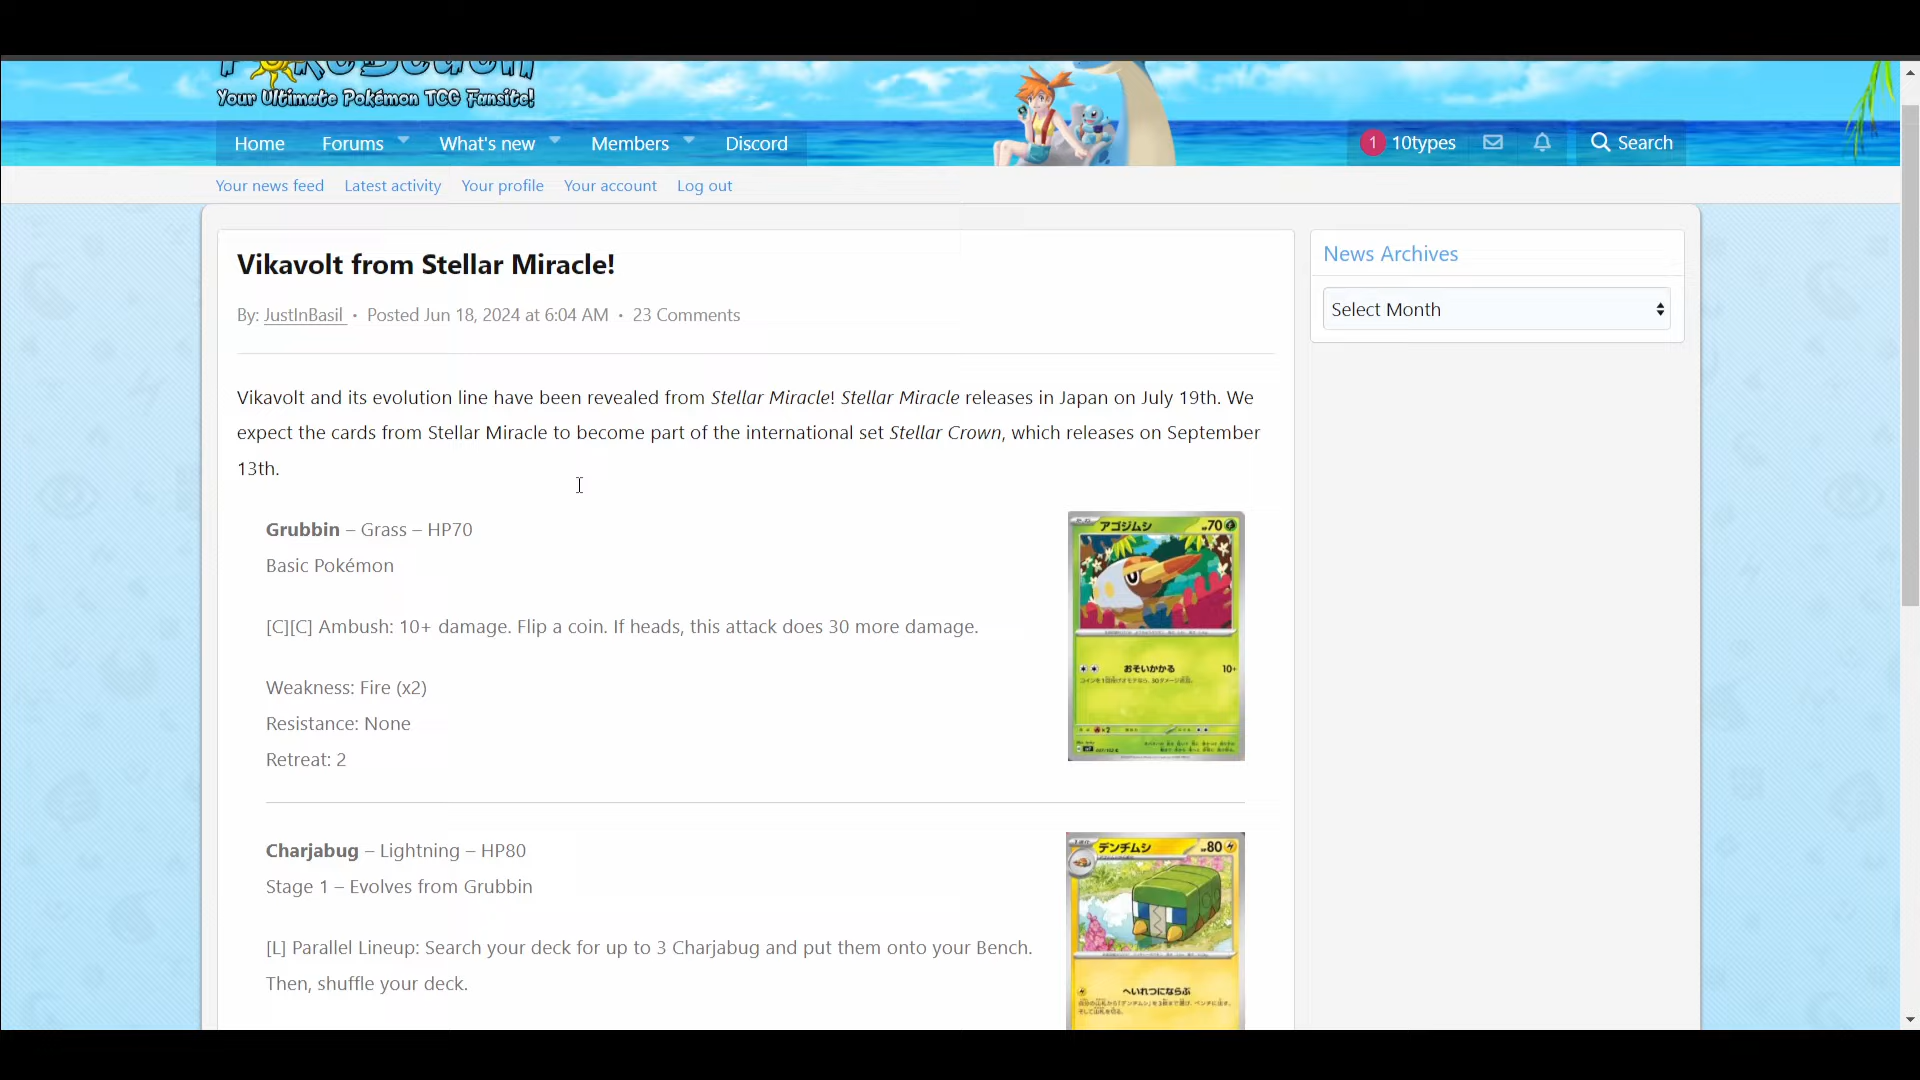 Your Ultimate Pokémon TCG Fansite!
Home Forums What's new Members Discord 1 10types Search
Your news feed Latest activity Your profile Your account Log out
Vikavolt from Stellar Miracle!
By: JustInBasil · Posted Jun 18, 2024 at 6:04 AM · 23 Comments
News Archives
Select Month
Vikavolt and its evolution line have been revealed from Stellar Miracle! Stellar Miracle releases in Japan on July 19th. We
expect the cards from Stellar Miracle to become part of the international set Stellar Crown, which releases on September
13th.
Grubbin – Grass – HP70
Basic Pokémon
[C][C] Ambush: 10+ damage. Flip a coin. If heads, this attack does 30 more damage.
Weakness: Fire (x2)
Resistance: None
Retreat: 2
アゴジムシ HP70
おそいかかる 10+
Charjabug – Lightning – HP80
Stage 1 – Evolves from Grubbin
[L] Parallel Lineup: Search your deck for up to 3 Charjabug and put them onto your Bench.
Then, shuffle your deck.
デンヂムシ HP80
へいれつにならぶ